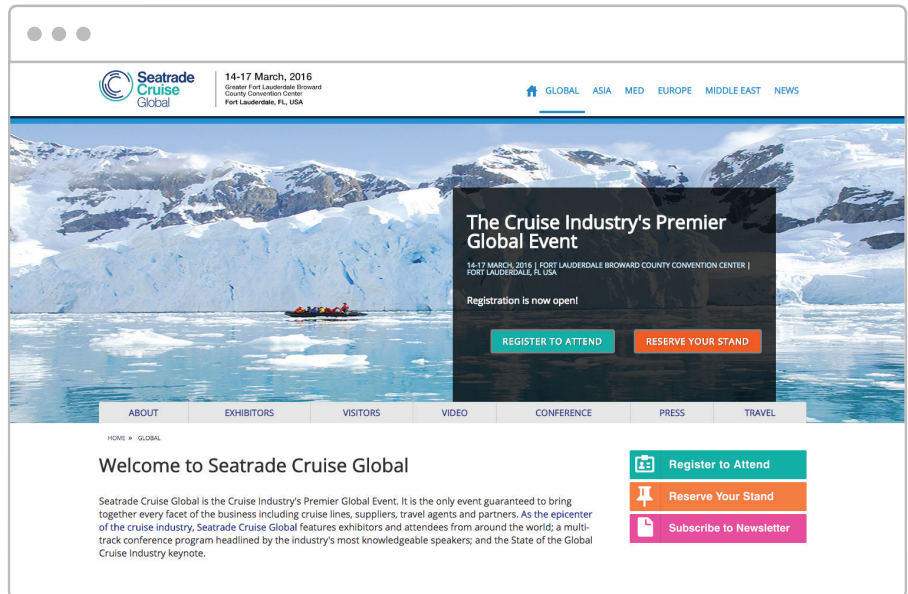 Seatrade
Cruise
Global
14-17 March, 2016
Greater Fort Lauderdale Broward
County Convention Center
Fort Lauderdale, FL, USA
GLOBAL ASIA MED EUROPE MIDDLE EAST NEWS
The Cruise Industry's Premier
Global Event
14-17 MARCH, 2016 | FORT LAUDERDALE BROWARD COUNTY CONVENTION CENTER |
FORT LAUDERDALE, FL USA
Registration is now open!
REGISTER TO ATTEND RESERVE YOUR STAND
ABOUT EXHIBITORS VISITORS VIDEO CONFERENCE PRESS TRAVEL
HOME » GLOBAL
Welcome to Seatrade Cruise Global
Seatrade Cruise Global is the Cruise Industry's Premier Global Event. It is the only event guaranteed to bring
together every facet of the business including cruise lines, suppliers, travel agents and partners. As the epicenter
of the cruise industry, Seatrade Cruise Global features exhibitors and attendees from around the world; a multi-
track conference program headlined by the industry's most knowledgeable speakers; and the State of the Global
Cruise Industry keynote.
Register to Attend
Reserve Your Stand
Subscribe to Newsletter